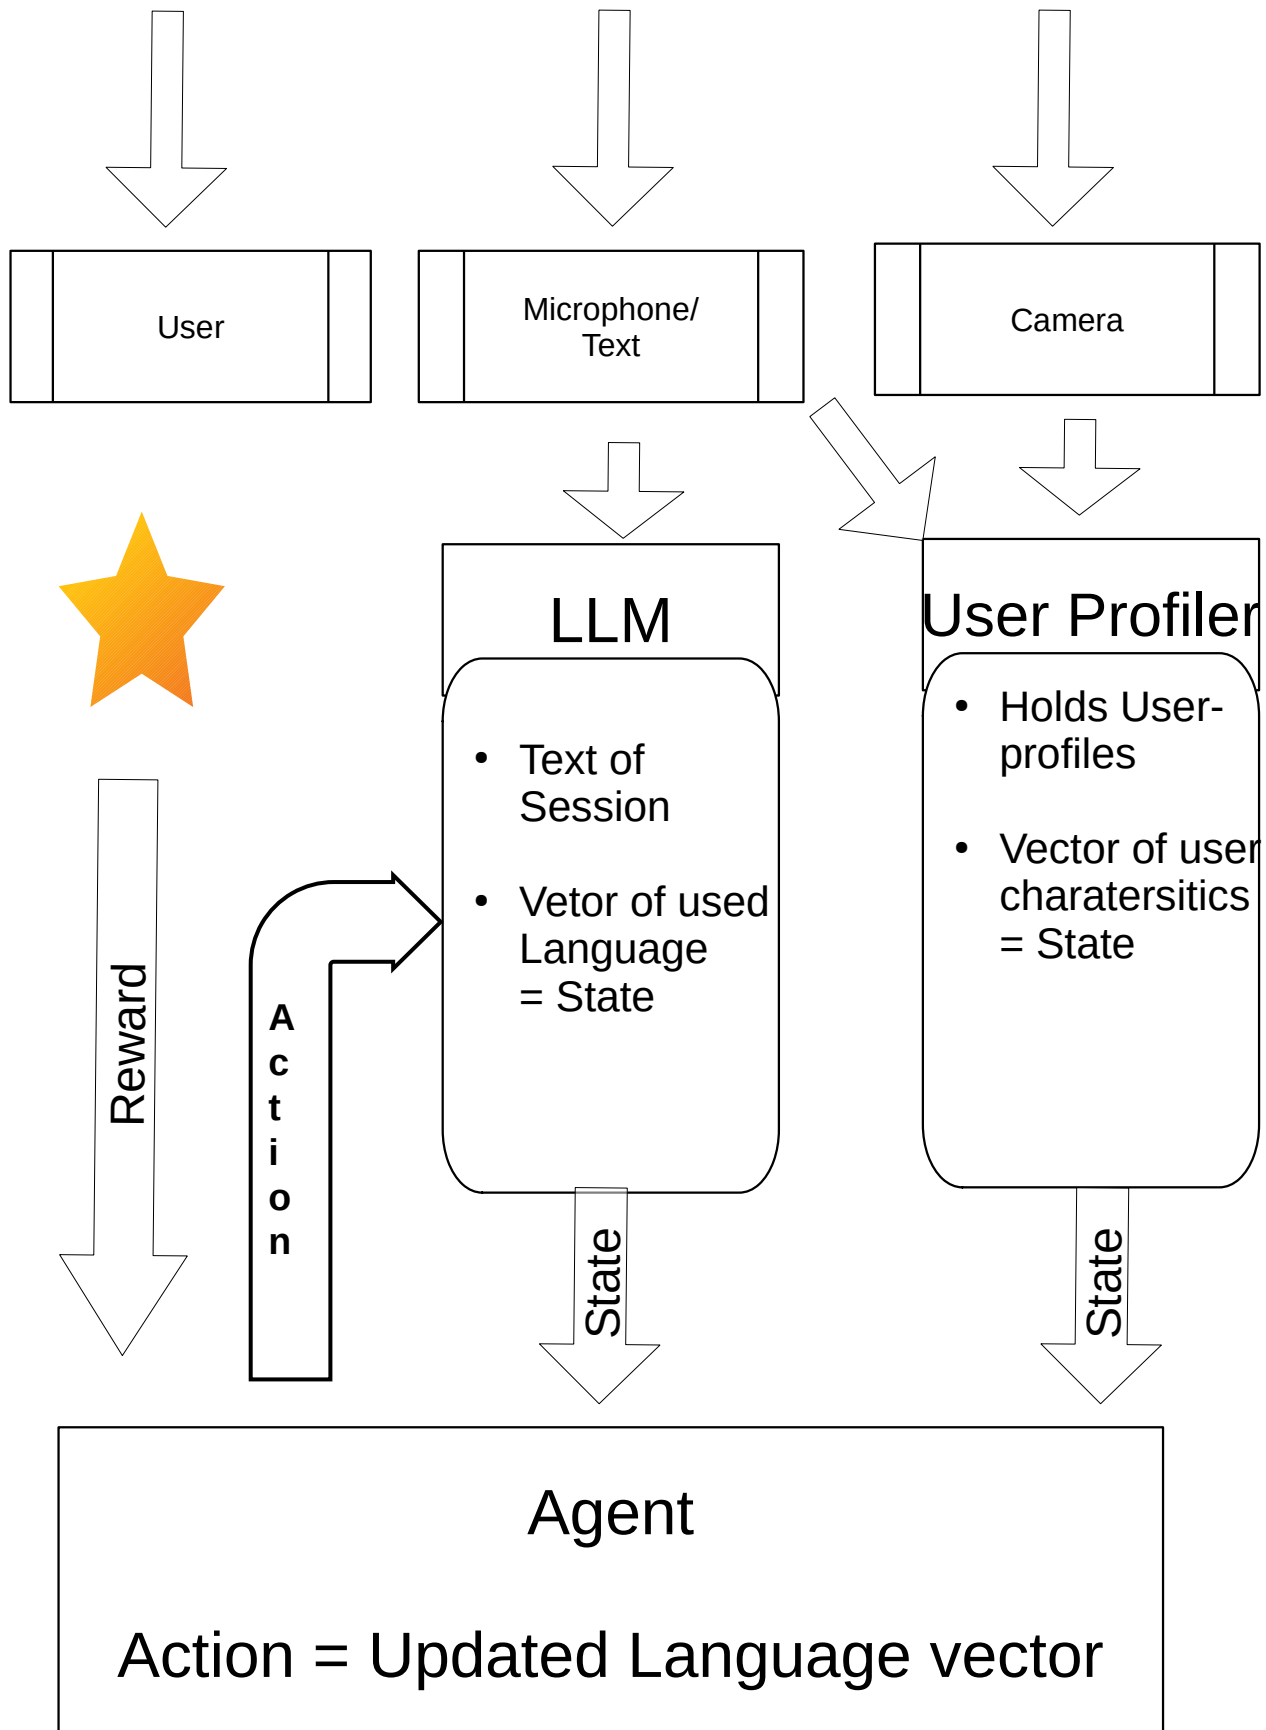 User
Microphone/
Text
Camera
LLM
User Profiler
• Text of
Session
• Vetor of used
Language
= State
• Holds User-
profiles
• Vector of user
charatersitics
= State
Reward
Action
State
State
Agent
Action = Updated Language vector